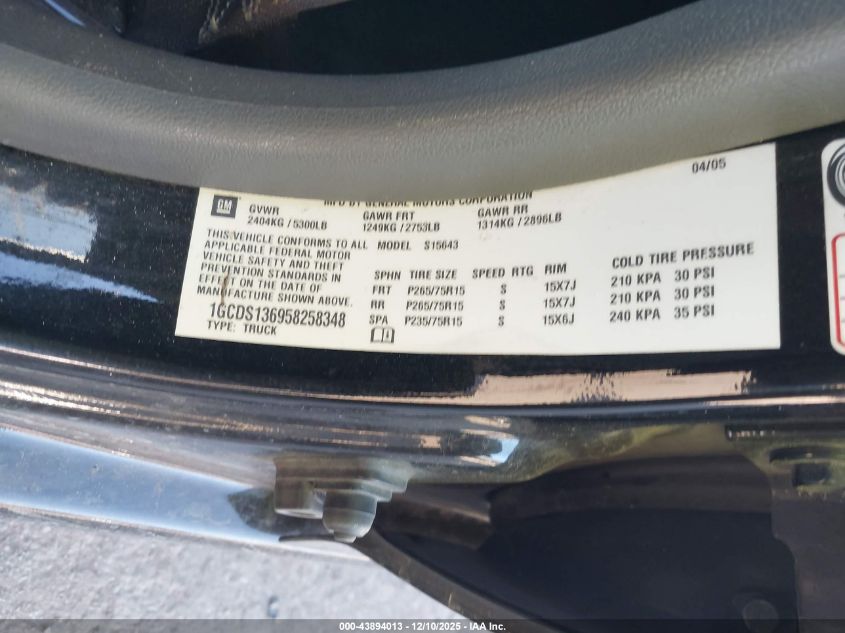 04/05
MFD BY GENERAL MOTORS CORPORATION
GM
GVWR GAWR FRT GAWR RR
2404KG / 5300LB 1249KG / 2753LB 1314KG / 2896LB
THIS VEHICLE CONFORMS TO ALL MODEL S15643
APPLICABLE FEDERAL MOTOR
VEHICLE SAFETY AND THEFT
PREVENTION STANDARDS IN
EFFECT ON THE DATE OF
MANUFACTURE SHOWN ABOVE.
1GCDS136958258348
TYPE: TRUCK
SPHN TIRE SIZE SPEED RTG RIM COLD TIRE PRESSURE
FRT P265/75R15 S 15X7J 210 KPA 30 PSI
RR P265/75R15 S 15X7J 210 KPA 30 PSI
SPA P235/75R15 S 15X6J 240 KPA 35 PSI
000-43894013 - 12/10/2025 - IAA Inc.